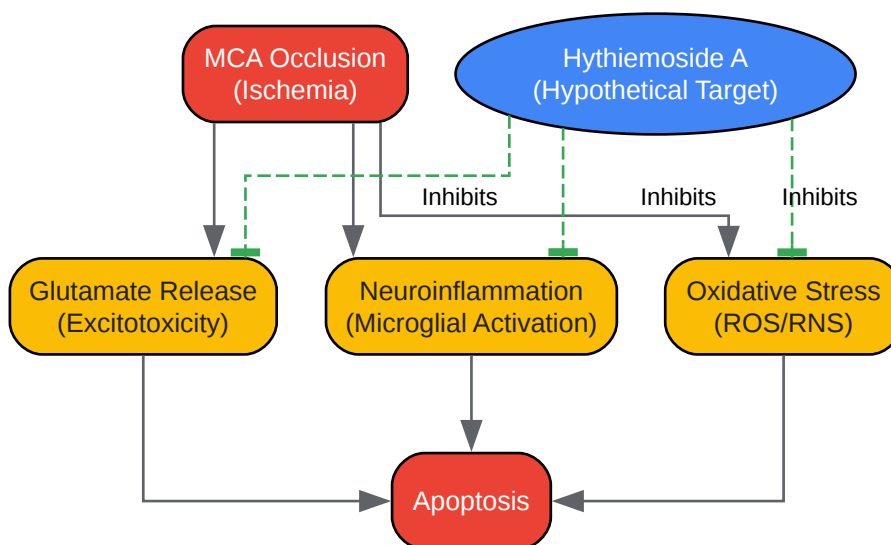 MCA Occlusion
(Ischemia)
Hythiemoside A
(Hypothetical Target)
Inhibits
Inhibits
Inhibits
Glutamate Release
(Excitotoxicity)
Neuroinflammation
(Microglial Activation)
Oxidative Stress
(ROS/RNS)
Apoptosis